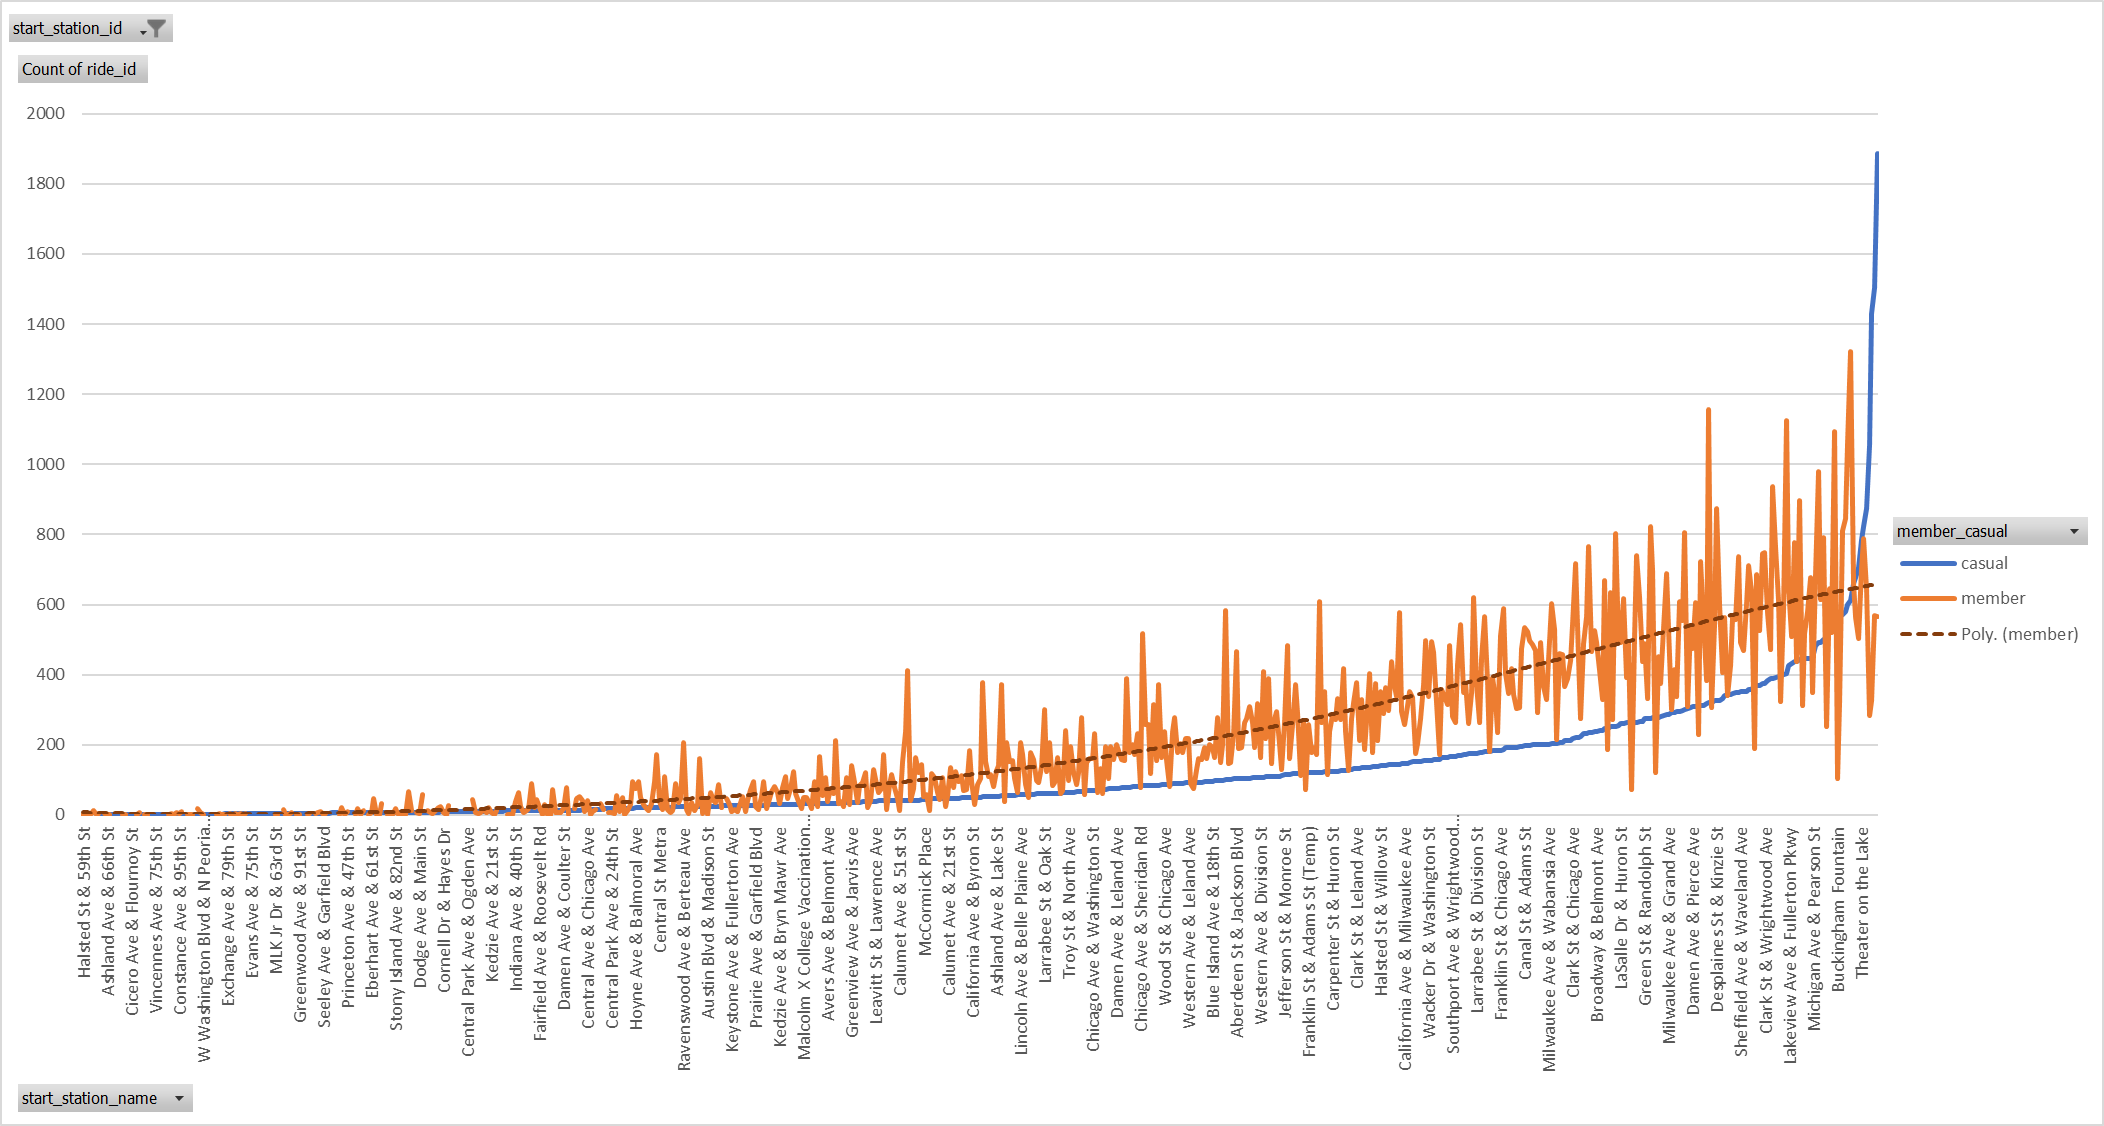 start_station_id
Count of ride_id
2000
1800
1600
1400
1200
1000
800
600
400
200
0
Halsted St & 59th St
Ashland Ave & 66th St
Cicero Ave & Flournoy St
Vincennes Ave & 75th St
Constance Ave & 95th St
W Washington Blvd & N Peoria...
Exchange Ave & 79th St
Evans Ave & 75th St
MLK Jr Dr & 63rd St
Greenwood Ave & 91st St
Seeley Ave & Garfield Blvd
Princeton Ave & 47th St
Eberhart Ave & 61st St
Stony Island Ave & 82nd St
Dodge Ave & Main St
Cornell Dr & Hayes Dr
Central Park Ave & Ogden Ave
Kedzie Ave & 21st St
Indiana Ave & 40th St
Fairfield Ave & Roosevelt Rd
Damen Ave & Coulter St
Central Ave & Chicago Ave
Central Park Ave & 24th St
Hoyne Ave & Balmoral Ave
Central St Metra
Ravenswood Ave & Berteau Ave
Austin Blvd & Madison St
Keystone Ave & Fullerton Ave
Prairie Ave & Garfield Blvd
Kedzie Ave & Bryn Mawr Ave
Malcolm X College Vaccination...
Avers Ave & Belmont Ave
Greenview Ave & Jarvis Ave
Leavitt St & Lawrence Ave
Calumet Ave & 51st St
McCormick Place
Calumet Ave & 21st St
California Ave & Byron St
Ashland Ave & Lake St
Lincoln Ave & Belle Plaine Ave
Larrabee St & Oak St
Troy St & North Ave
Chicago Ave & Washington St
Damen Ave & Leland Ave
Chicago Ave & Sheridan Rd
Wood St & Chicago Ave
Western Ave & Leland Ave
Blue Island Ave & 18th St
Aberdeen St & Jackson Blvd
Western Ave & Division St
Jefferson St & Monroe St
Franklin St & Adams St (Temp)
Carpenter St & Huron St
Clark St & Leland Ave
Halsted St & Willow St
California Ave & Milwaukee Ave
Wacker Dr & Washington St
Southport Ave & Wrightwood...
Larrabee St & Division St
Franklin St & Chicago Ave
Canal St & Adams St
Milwaukee Ave & Wabansia Ave
Clark St & Chicago Ave
Broadway & Belmont Ave
LaSalle Dr & Huron St
Green St & Randolph St
Milwaukee Ave & Grand Ave
Damen Ave & Pierce Ave
Desplaines St & Kinzie St
Sheffield Ave & Waveland Ave
Clark St & Wrightwood Ave
Lakeview Ave & Fullerton Pkwy
Michigan Ave & Pearson St
Buckingham Fountain
Theater on the Lake
member_casual
casual
member
Poly. (member)
start_station_name